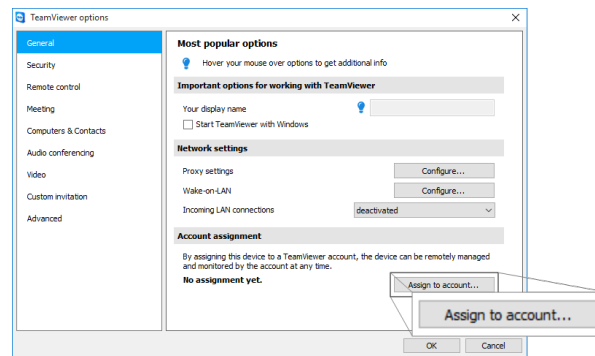 TeamViewer options
General
Security
Remote control
Meeting
Computers & Contacts
Audio conferencing
Video
Custom invitation
Advanced
Most popular options
Hover your mouse over options to get additional info
Important options for working with TeamViewer
Your display name
Start TeamViewer with Windows
Network settings
Proxy settings Configure...
Wake-on-LAN Configure...
Incoming LAN connections deactivated
Account assignment
By assigning this device to a TeamViewer account, the device can be remotely managed
and monitored by the account at any time.
No assignment yet. Assign to account...
Assign to account...
OK Cancel